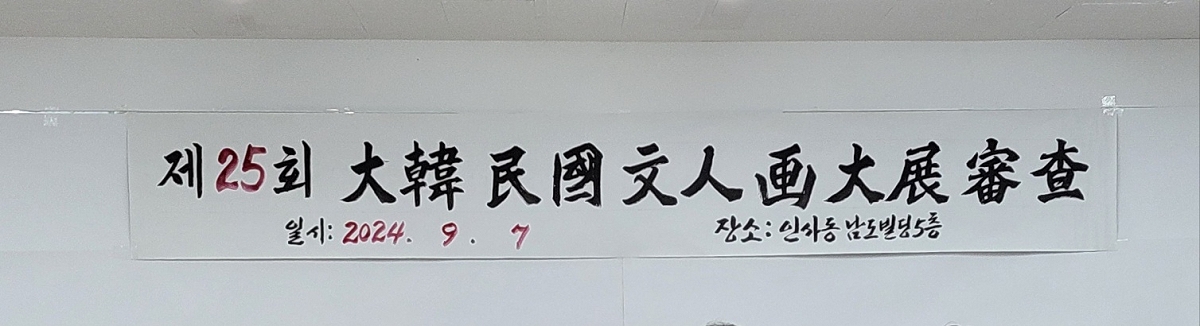 제25회 大韓民國文人画大展審查
일시: 2024. 9. 7 장소: 인사동 남도빌딩 5층